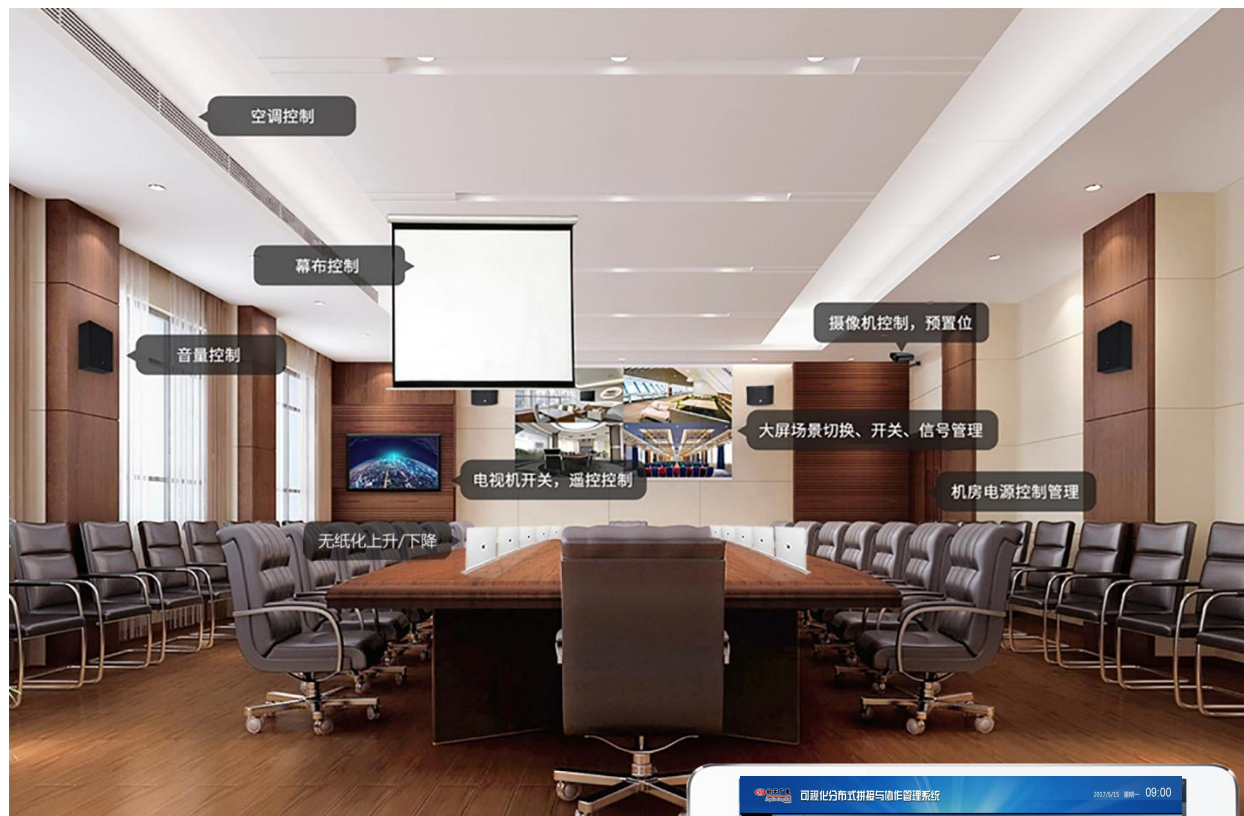 空调控制
幕布控制
摄像机控制，预置位
音量控制
大屏场景切换、开关、信号管理
电视机开关，遥控控制
机房电源控制管理
无纸化上升/下降
可视化分布式拼接与协作管理系统
2017/5/15 星期一 09:00